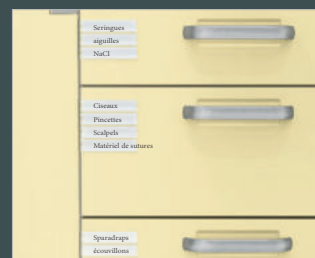 Seringues
aiguilles
NaCl
Ciseaux
Pincettes
Scalpels
Matériel de sutures
Sparadraps
écouvillons